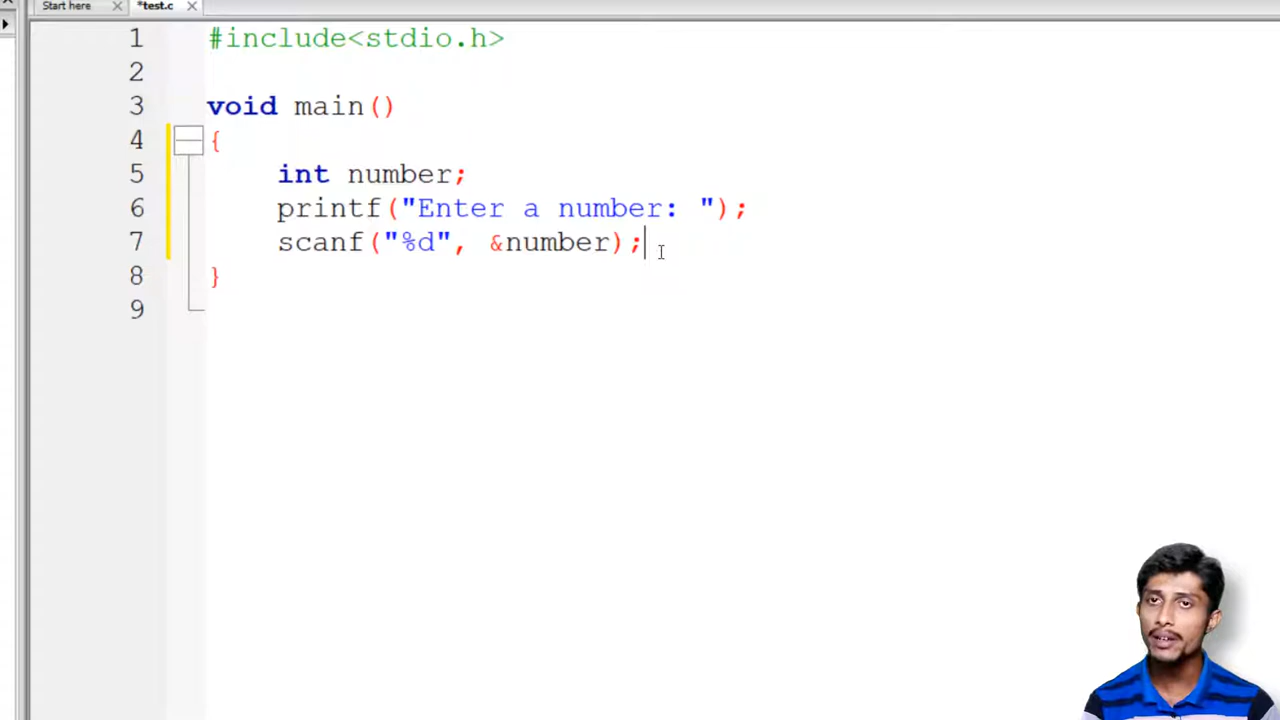 Start here
*test.c
1 #include<stdio.h>
2
3 void main()
4 {
5 int number;
6 printf("Enter a number: ");
7 scanf("%d", &number);
8 }
9